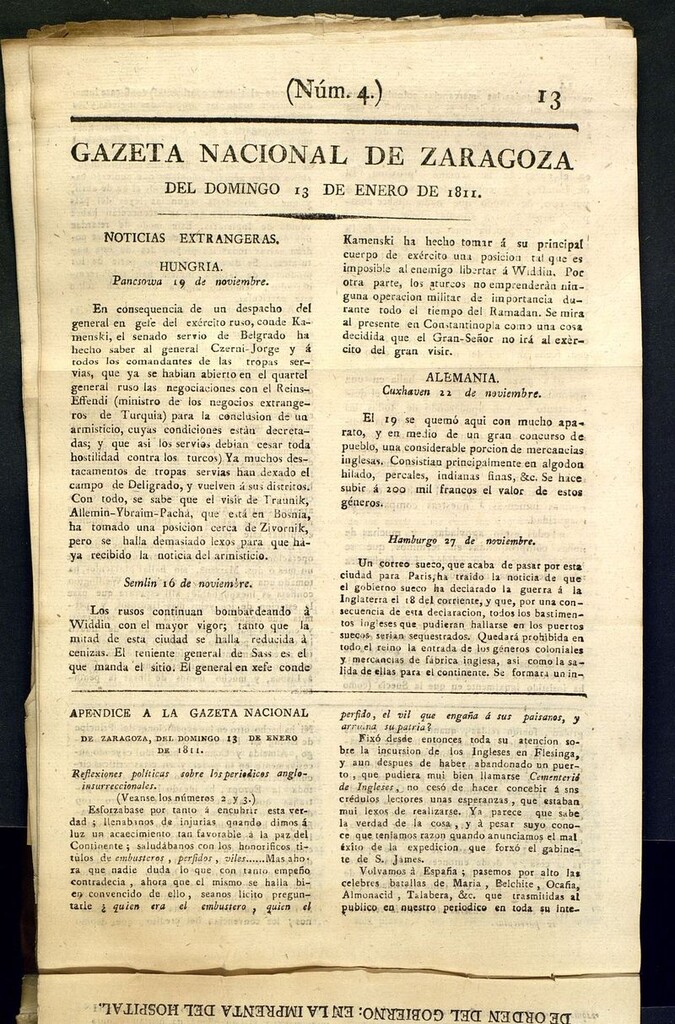 (Núm. 4.)
13
GAZETA NACIONAL DE ZARAGOZA
DEL DOMINGO 13 DE ENERO DE 1811.
NOTICIAS EXTRANGERAS.
HUNGRIA.
Pancsowa 19 de noviembre.
En consequencia de un despacho del
general en gefe del exército ruso, conde Ka-
menski, el senado servio de Belgrado ha
hecho saber al general Czerni-Jorge y á
todos los comandantes de las tropas ser-
vias, que ya se habian abierto en el quartel
general ruso las negociaciones con el Reins-
Effendi (ministro de los negocios extrange-
ros de Turquia) para la conclusion de un
armisticio, cuyas condiciones están decreta-
das; y que asi los servios debian cesar toda
hostilidad contra los turcos) Ya muchos des-
tacamentos de tropas servias han dexado el
campo de Deligrado, y vuelven á sus distritos.
Con todo, se sabe que el visir de Traunik,
Allemin-Ybraim-Pachá, que está en Bosnia,
ha tomado una posicion cerca de Zivornik,
pero se halla demasiado lexos para que ha-
ya recibido la noticia del armisticio.
Semlin 16 de noviembre.
Los rusos continuan bombardeando á
Widdin con el mayor vigor; tanto que la
mitad de esta ciudad se halla reducida á
cenizas. El teniente general de Sass es el
que manda el sitio. El general en xefe conde
Kamenski ha hecho tomar á su principal
cuerpo de exército una posicion tal que es
imposible al enemigo libertar á Widdin. Por
otra parte, los aturcos no emprenderán nin-
guna operacion militar de importancia du-
rante todo el tiempo del Ramadan. Se mira
al presente en Constantinopla como una cosa
decidida que el Gran-Señor no irá al exér-
cito del gran visir.
ALEMANIA.
Cuxhaven 22 de noviembre.
El 19 se quemó aqui con mucho apa-
rato, y en medio de un gran concurso de
pueblo, una considerable porcion de mercancias
inglesas. Consistian principalmente en algodon
hilado, percales, indianas finas, &c. Se hace
subir á 200 mil francos el valor de estos
géneros.
Hamburgo 27 de noviembre.
Un correo sueco, que acaba de pasar por esta
ciudad para Paris, ha traido la noticia de que
el gobierno sueco ha declarado la guerra á la
Inglaterra el 18 del corriente, y que, por una con-
secuencia de esta declaracion, todos los bastimen-
tos ingleses que pudieran hallarse en los puertos
suecos, serian sequestrados. Quedará prohibida en
todo el reino la entrada de los géneros coloniales
y mercancias de fábrica inglesa, asi como la sa-
lida de ellas para el continente. Se formara un in-
APENDICE A LA GAZETA NACIONAL
DE ZARAGOZA, DEL DOMINGO 13 DE ENERO
DE 1811.
Reflexiones políticas sobre los periodicos anglo-
insurreccionales.
(Veanse los números 2 y 3.)
Esforzabase por tanto á encubrir esta ver-
dad; llenabanos de injurias, quando dimos á
luz un acaecimiento tan favorable á la paz del
Continente; saludábanos con los honorificos ti-
tulos de embusteros, perfidos, viles......Mas aho-
ra que nadie duda lo que con tanto empeño
contradecia, ahora que el mismo se halla bi-
en convencido de ello, seanos licito pregun-
tarle ¿ quien era el embustero, quien el
perfido, el vil que engaña á sus paisanos, y
arruina su patria?
Fixó desde entonces toda su atencion so-
bre la incursion de los Ingleses en Flesinga,
y aun despues de haber abandonado un puer-
to, que pudiera mui bien llamarse Cementerio
de Ingleses, no cesó de hacer concebir á sus
crédulos lectores unas esperanzas, que estaban
mui lexos de realizarse. Ya parece que sabe
la verdad de la cosa, y á pesar suyo cono-
ce que teniamos razon quando anunciamos el mal
éxito de la expedicion que forxó el gabine-
te de S. James.
Volvamos á España; pasemos por alto las
celebres batallas de Maria, Belchite, Ocaña,
Almonacid, Talabera, &c. que trasmitidas al
público en nuestro periodico en toda su inte-
DE ORDEN DEL GOBIERNO: EN LA IMPRENTA DEL HOSPITAL.